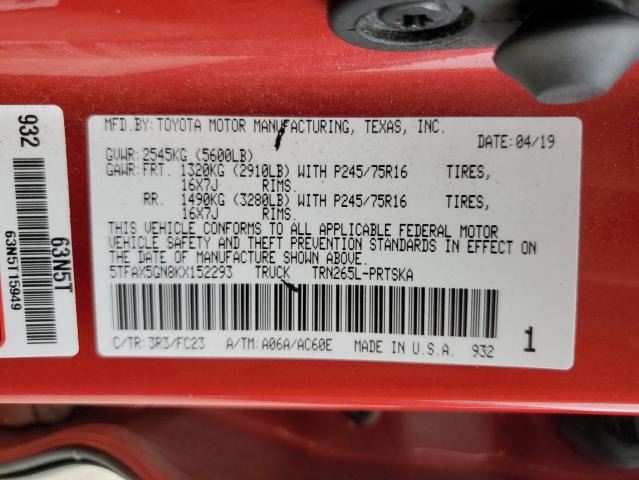 MFD.BY:TOYOTA MOTOR MANUFACTURING, TEXAS, INC.
DATE:04/19
GVWR:2545KG (5600LB)
GAWR:FRT. 1320KG (2910LB) WITH P245/75R16 TIRES,
16X7J RIMS.
RR. 1490KG (3280LB) WITH P245/75R16 TIRES,
16X7J RIMS.
THIS VEHICLE CONFORMS TO ALL APPLICABLE FEDERAL MOTOR
VEHICLE SAFETY AND THEFT PREVENTION STANDARDS IN EFFECT ON
THE DATE OF MANUFACTURE SHOWN ABOVE.
5TFAX5GN8KX152293 TRUCK TRN265L-PRTSKA
C/TR:3R3/FC23 A/TM:A06A/AC60E MADE IN U.S.A. 932 1
932
63N5T
63N5T15949